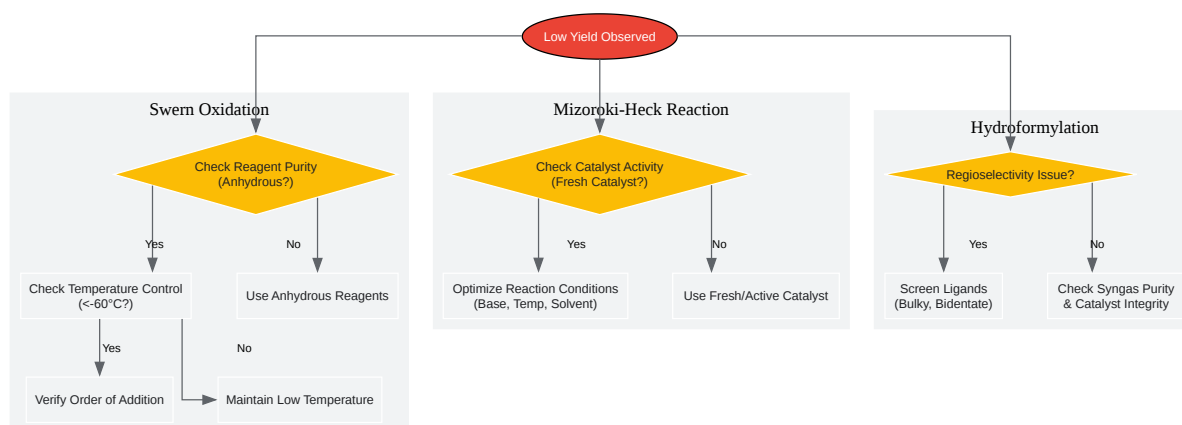 Low Yield Observed
Swern Oxidation
Check Reagent Purity
(Anhydrous?)
Yes
No
Check Temperature Control
(<-60°C?)
Use Anhydrous Reagents
Yes
No
Verify Order of Addition
Maintain Low Temperature
Mizoroki-Heck Reaction
Check Catalyst Activity
(Fresh Catalyst?)
Yes
No
Optimize Reaction Conditions
(Base, Temp, Solvent)
Use Fresh/Active Catalyst
Hydroformylation
Regioselectivity Issue?
Yes
No
Screen Ligands
(Bulky, Bidentate)
Check Syngas Purity
& Catalyst Integrity